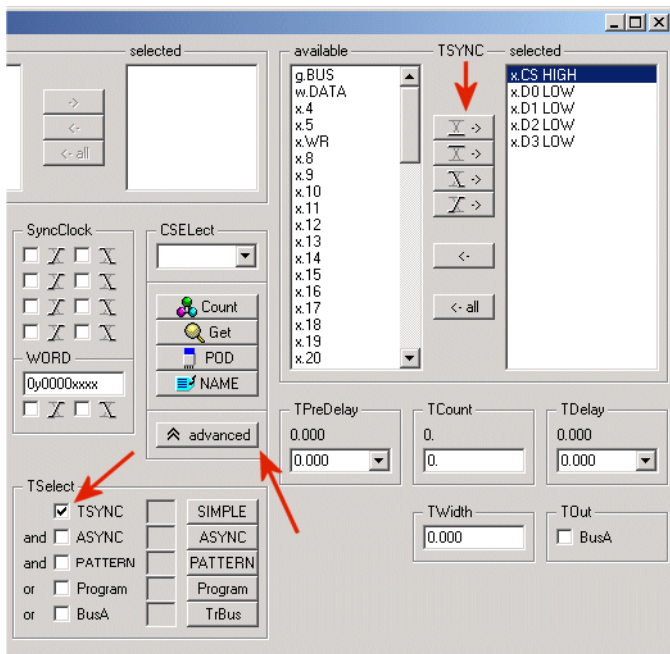 selected
->
<-
<- all
available
TSYNC
selected
g.BUS
w.DATA
x.4
x.5
x.WR
x.8
x.9
x.10
x.11
x.12
x.13
x.14
x.15
x.16
x.17
x.18
x.19
x.20
->
->
->
->
<-
<- all
x.CS HIGH
x.D0 LOW
x.D1 LOW
x.D2 LOW
x.D3 LOW
SyncClock
WORD
0y0000xxxx
CSELect
Count
Get
POD
NAME
advanced
TPreDelay
0.000
0.000
TCount
0.
0.
TDelay
0.000
0.000
TSelect
TSYNC SIMPLE
and ASYNC ASYNC
and PATTERN PATTERN
or Program Program
or BusA TrBus
TWidth
0.000
TOut
BusA